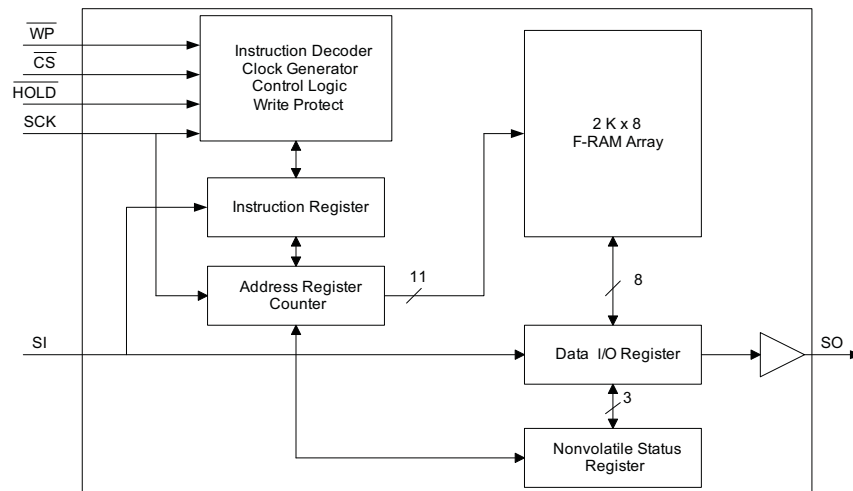 WP
CS
HOLD
SCK
Instruction Decoder
Clock Generator
Control Logic
Write Protect
2 K x 8
F-RAM Array
Instruction Register
Address Register
Counter
11
8
SI
Data I/O Register
SO
3
Nonvolatile Status
Register